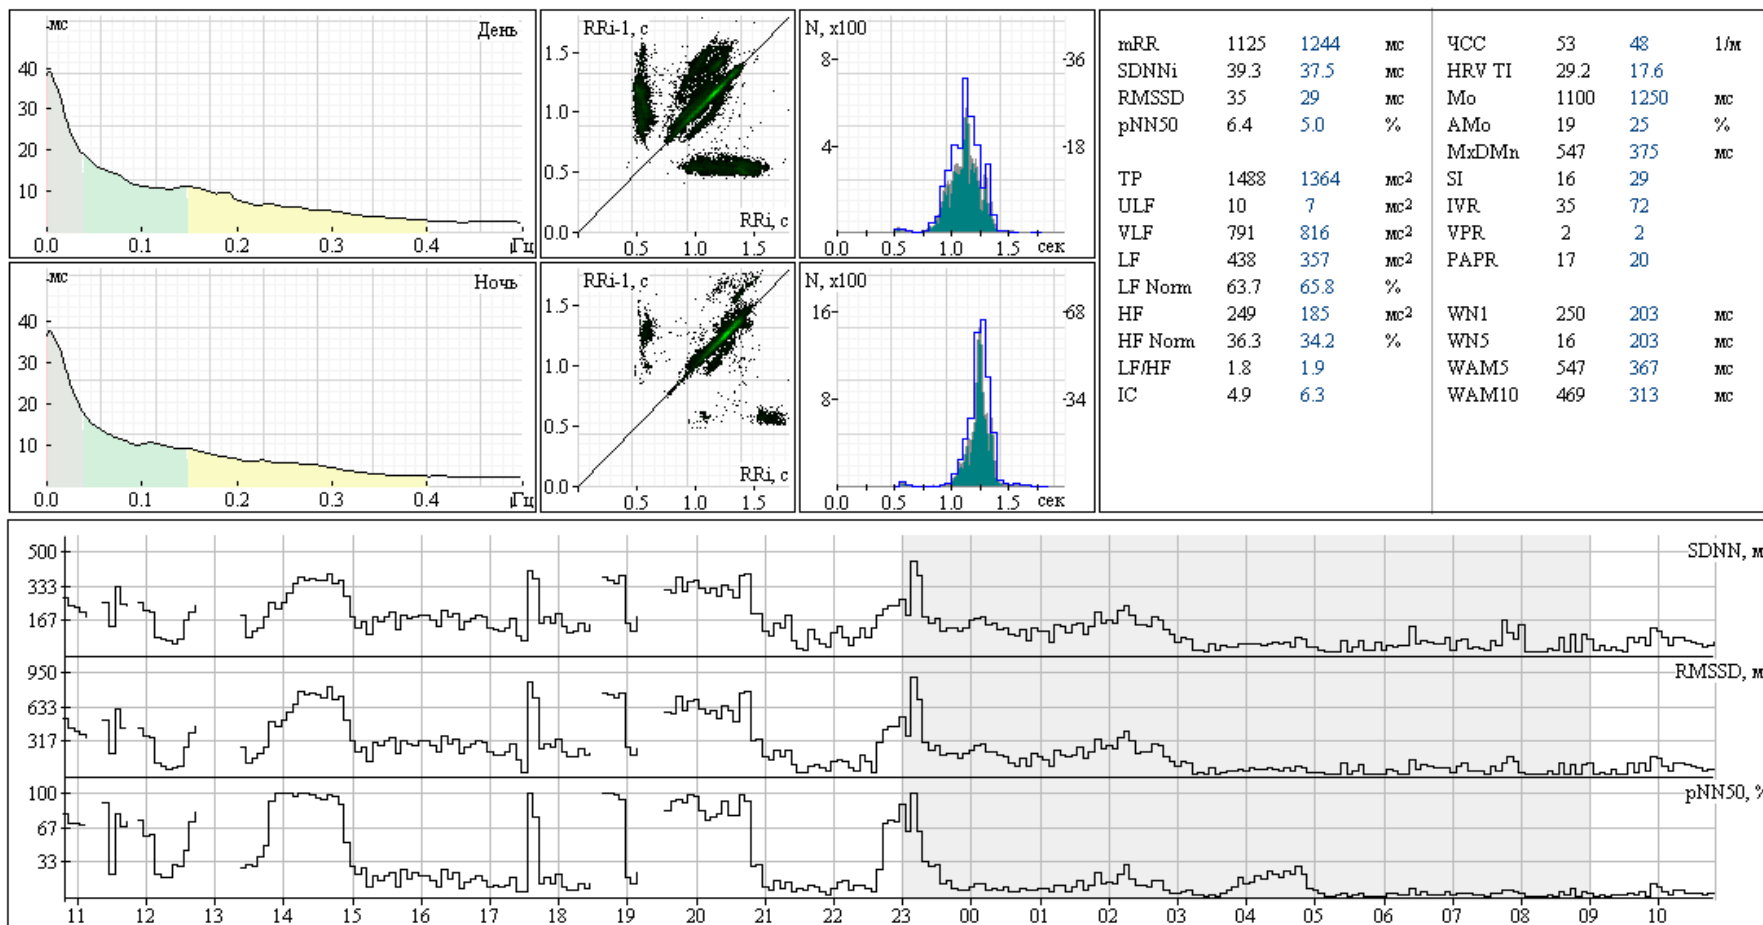 мс День
40
30
20
10
0.0 0.1 0.2 0.3 0.4 Гц
RRi-1, с
1.5
1.0
0.5
0.0
RRi, с
0.5 1.0 1.5
N, x100
8 36
4 18
0.0 0.5 1.0 1.5 сек
мс Ночь
40
30
20
10
0.0 0.1 0.2 0.3 0.4 Гц
RRi-1, с
1.5
1.0
0.5
0.0
RRi, с
0.5 1.0 1.5
N, x100
16 68
8 34
0.0 0.5 1.0 1.5 сек
mRR 1125 1244 мс
SDNNi 39.3 37.5 мс
RMSSD 35 29 мс
pNN50 6.4 5.0 %
TP 1488 1364 мс²
ULF 10 7 мс²
VLF 791 816 мс²
LF 438 357 мс²
LF Norm 63.7 65.8 %
HF 249 185 мс²
HF Norm 36.3 34.2 %
LF/HF 1.8 1.9
IC 4.9 6.3
ЧСС 53 48 1/м
HRV TI 29.2 17.6
Mo 1100 1250 мс
AMo 19 25 %
MxDMn 547 375 мс
SI 16 29
IVR 35 72
VPR 2 2
PAPR 17 20
WN1 250 203 мс
WN5 16 203 мс
WAM5 547 367 мс
WAM10 469 313 мс
500 SDNN, м
333
167
950 RMSSD, м
633
317
100 pNN50, %
67
33
11 12 13 14 15 16 17 18 19 20 21 22 23 00 01 02 03 04 05 06 07 08 09 10